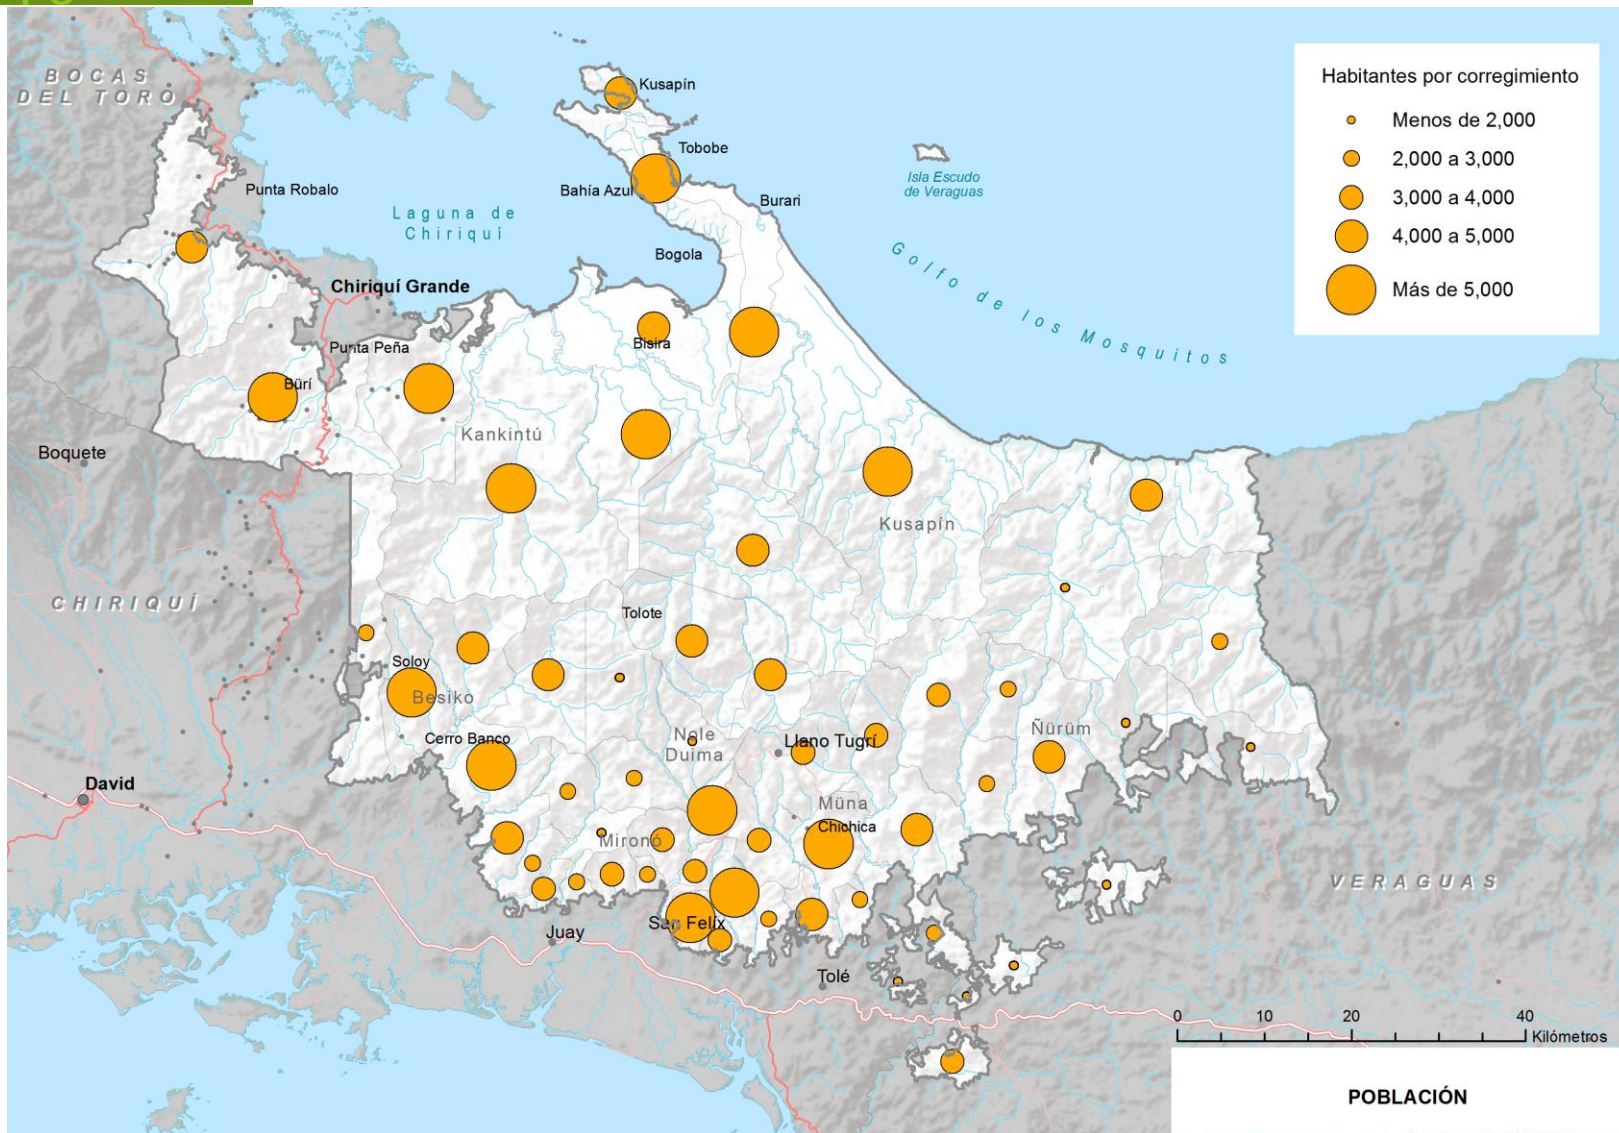 BOCAS
DEL TORO
Kusapín
Habitantes por corregimiento
Menos de 2,000
2,000 a 3,000
3,000 a 4,000
4,000 a 5,000
Más de 5,000
Tobobe
Isla Escudo
de Veraguas
Punta Robalo
Bahía Azul
Burari
Laguna de
Chiriquí
Bogola
Golfo de los Mosquitos
Chiriquí Grande
Punta Peña
Bisira
Bürí
Kankintú
Boquete
Kusapín
CHIRIQUÍ
Tolote
Soloy
Besiko
Cerro Banco
Nole
Duima
Llano Tugrí
Ñürüm
David
Müna
Chichica
Mironó
VERAGUAS
San Felíx
Juay
Tolé
0 10 20 40
Kilómetros
POBLACIÓN